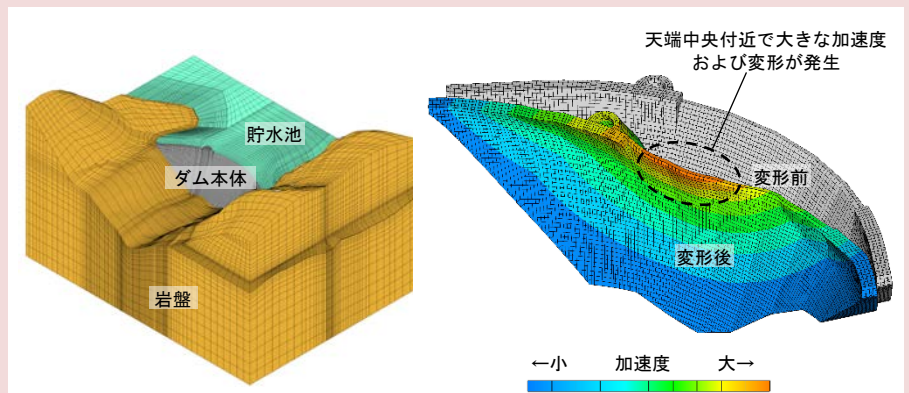 貯水池
ダム本体
岩盤
天端中央付近で大きな加速度
および変形が発生
変形前
変形後
←小 加速度 大→